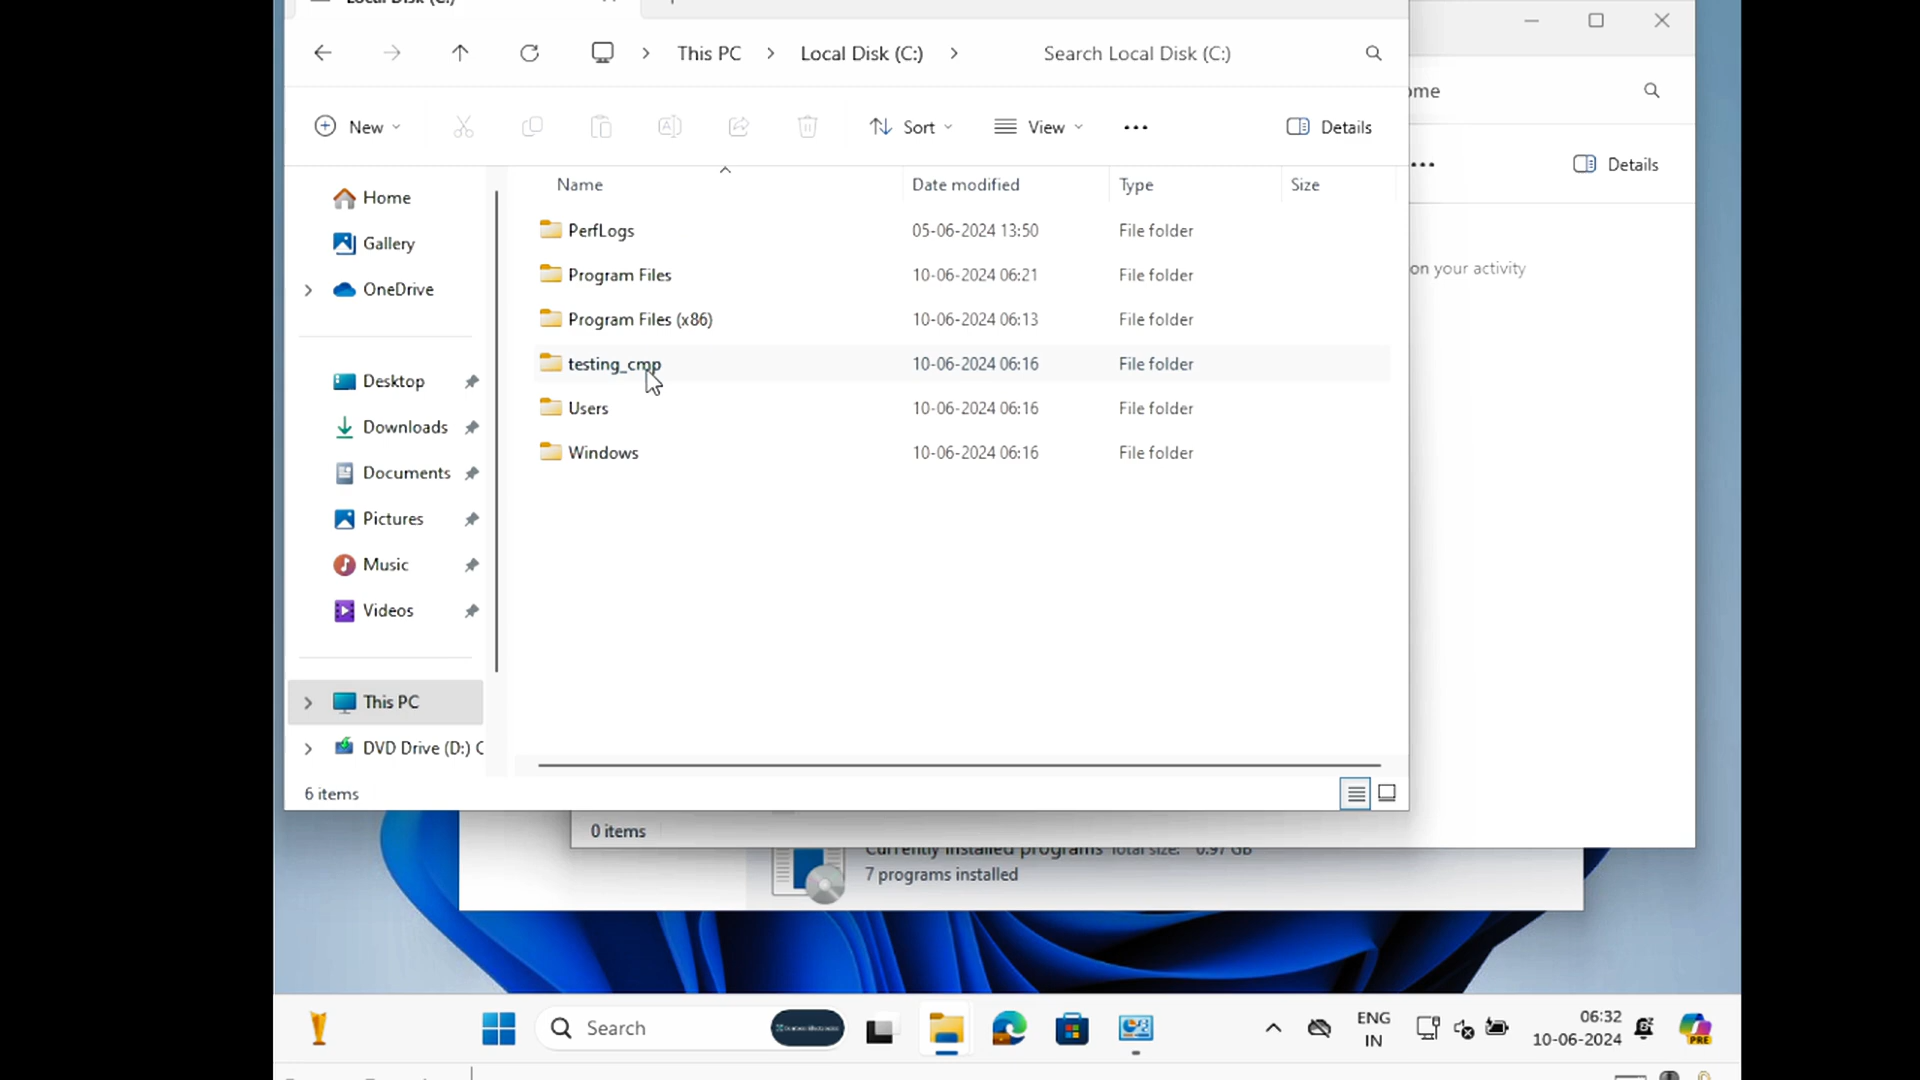 Local Disk (C:)
This PC
Local Disk (C:)
Search Local Disk (C:)
New
Sort
View
Details
Name
Date modified
Type
Size
PerfLogs 05-06-2024 13:50 File folder
Program Files 10-06-2024 06:21 File folder
Program Files (x86) 10-06-2024 06:13 File folder
testing_cmp 10-06-2024 06:16 File folder
Users 10-06-2024 06:16 File folder
Windows 10-06-2024 06:16 File folder
Home
Gallery
OneDrive
Desktop
Downloads
Documents
Pictures
Music
Videos
This PC
DVD Drive (D:) C
6 items
ome
Details
on your activity
0 items
Currently installed programs Total size: 0.97 GB
7 programs installed
Search
ENG
IN
06:32
10-06-2024
PRE